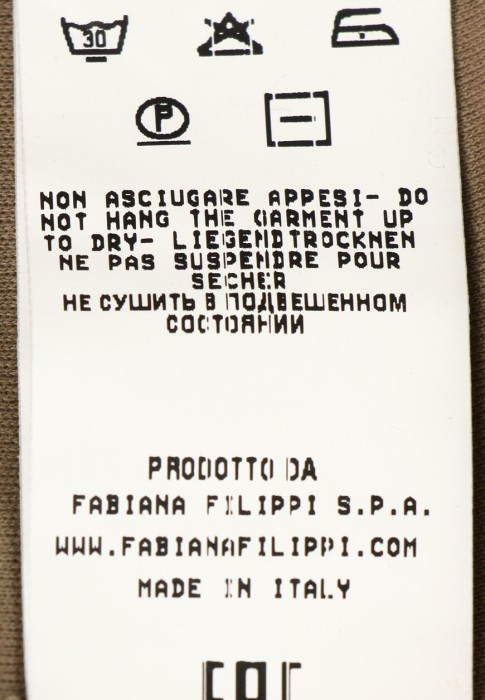 30
P
NON ASCIUGARE APPESI- DO
NOT HANG THE GARMENT UP
TO DRY- LIEGENDTROCKNEN
NE PAS SUSPENDRE POUR
SECHER
НЕ СУШИТЬ В ПОДВЕШЕННОМ
СОСТОЯНИИ
PRODOTTO DA
FABIANA FILIPPI S.P.A.
WWW.FABIANAFILIPPI.COM
MADE IN ITALY